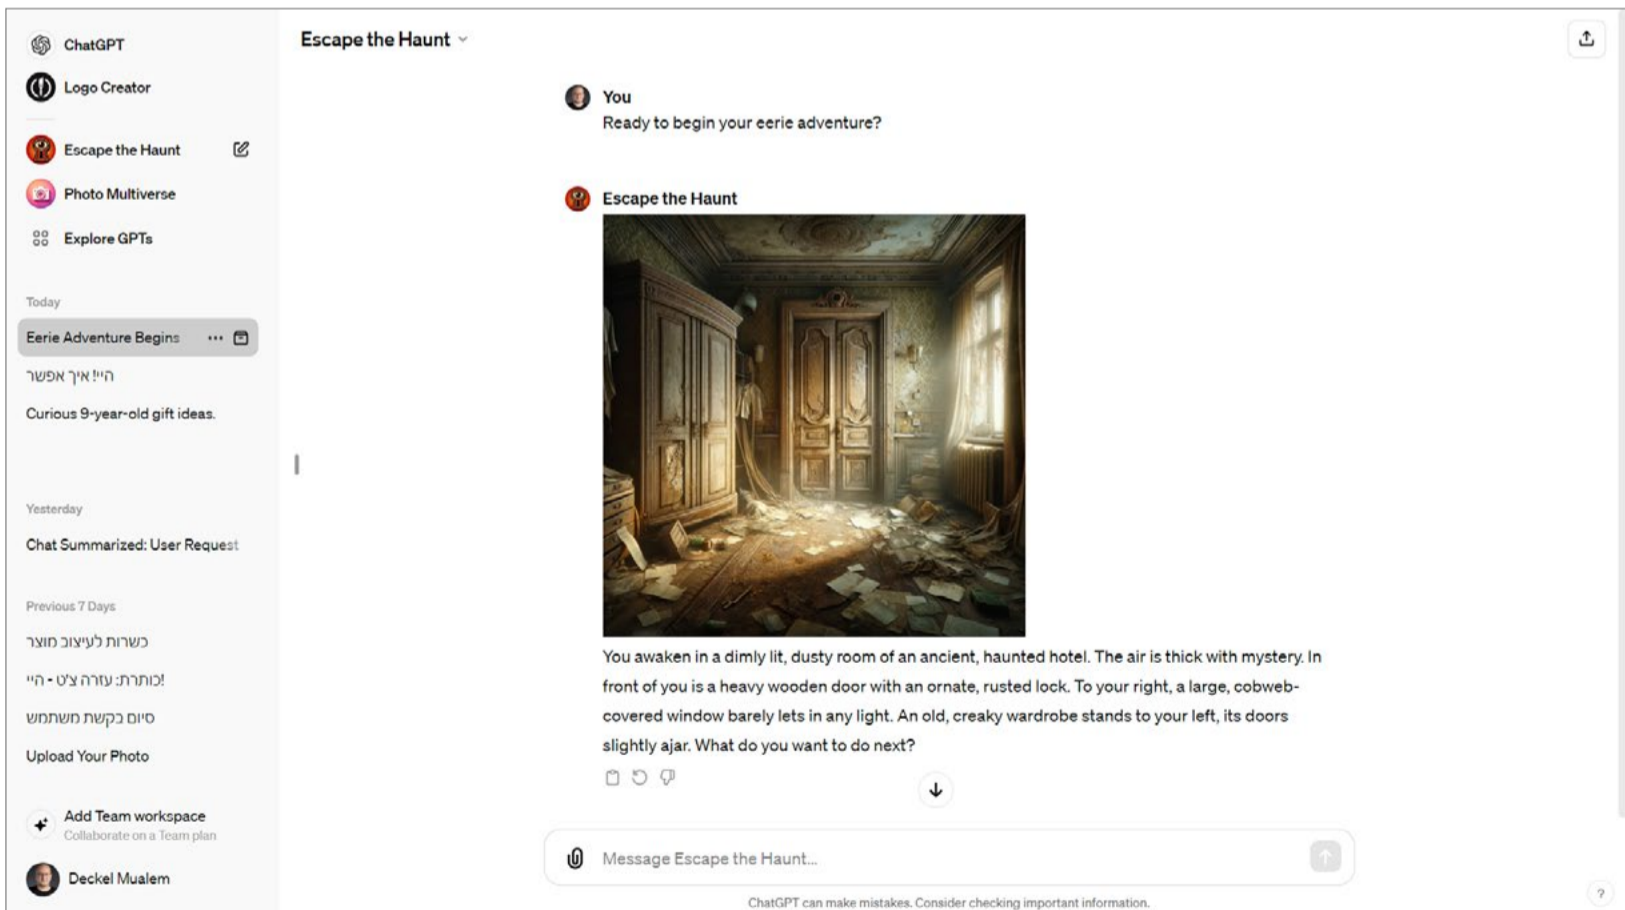 ChatGPT
Logo Creator
Escape the Haunt
Photo Multiverse
Explore GPTs
Today
Eerie Adventure Begins
היי! איך אפשר
Curious 9-year-old gift ideas.
Yesterday
Chat Summarized: User Request
Previous 7 Days
כשרות לעיצוב מוצר
כותרת: עזרה צ'ט - היי!
סיום בקשת משתמש
Upload Your Photo
Add Team workspace
Collaborate on a Team plan
Deckel Mualem
Escape the Haunt
You
Ready to begin your eerie adventure?
Escape the Haunt
You awaken in a dimly lit, dusty room of an ancient, haunted hotel. The air is thick with mystery. In
front of you is a heavy wooden door with an ornate, rusted lock. To your right, a large, cobweb-
covered window barely lets in any light. An old, creaky wardrobe stands to your left, its doors
slightly ajar. What do you want to do next?
Message Escape the Haunt...
ChatGPT can make mistakes. Consider checking important information.
?